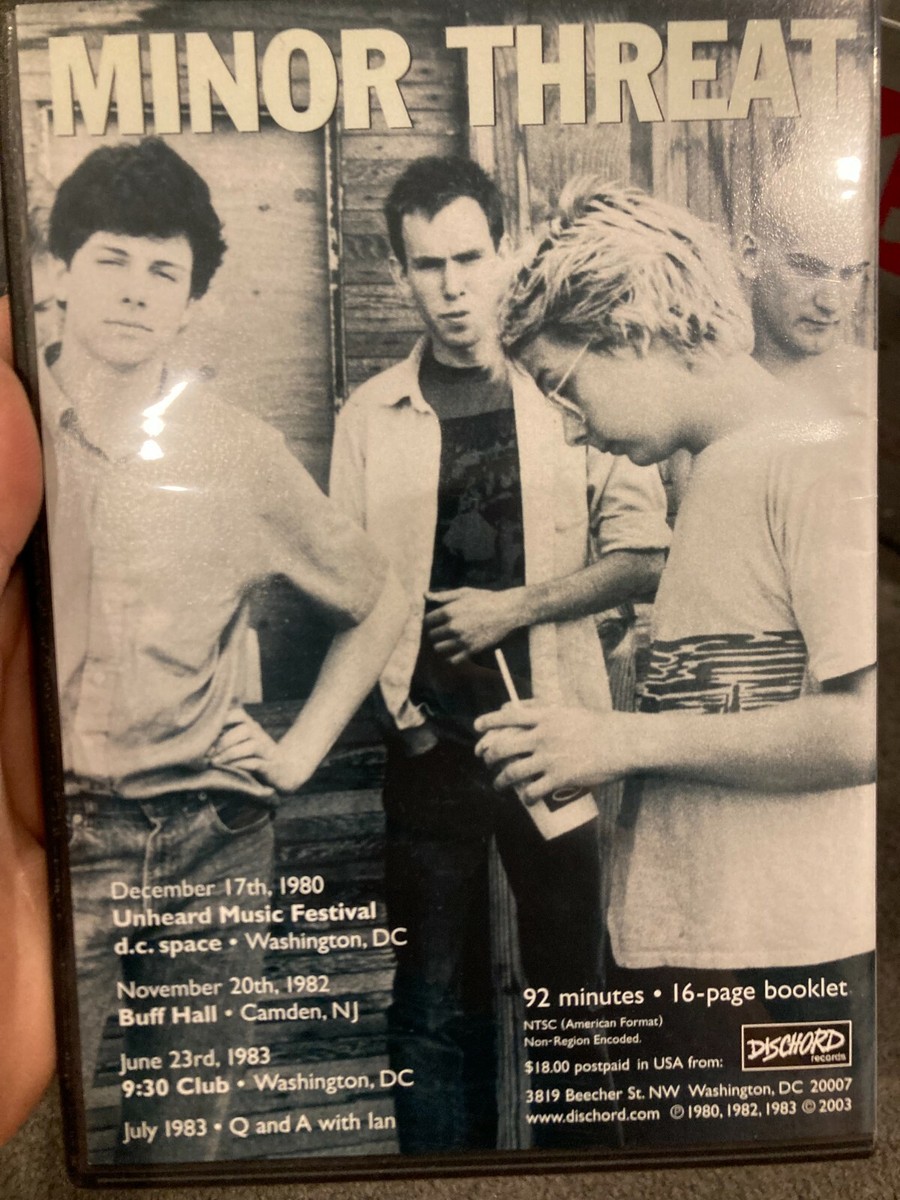 MINOR THREAT
December 17th, 1980
Unheard Music Festival
d.c. space • Washington, DC
November 20th, 1982
Buff Hall • Camden, NJ
June 23rd, 1983
9:30 Club • Washington, DC
July 1983 • Q and A with Ian
92 minutes • 16-page booklet
NTSC (American Format)
Non-Region Encoded.
$18.00 postpaid in USA from:
DISCHORD
records
3819 Beecher St. NW Washington, DC 20007
www.dischord.com ℗ 1980, 1982, 1983 © 2003